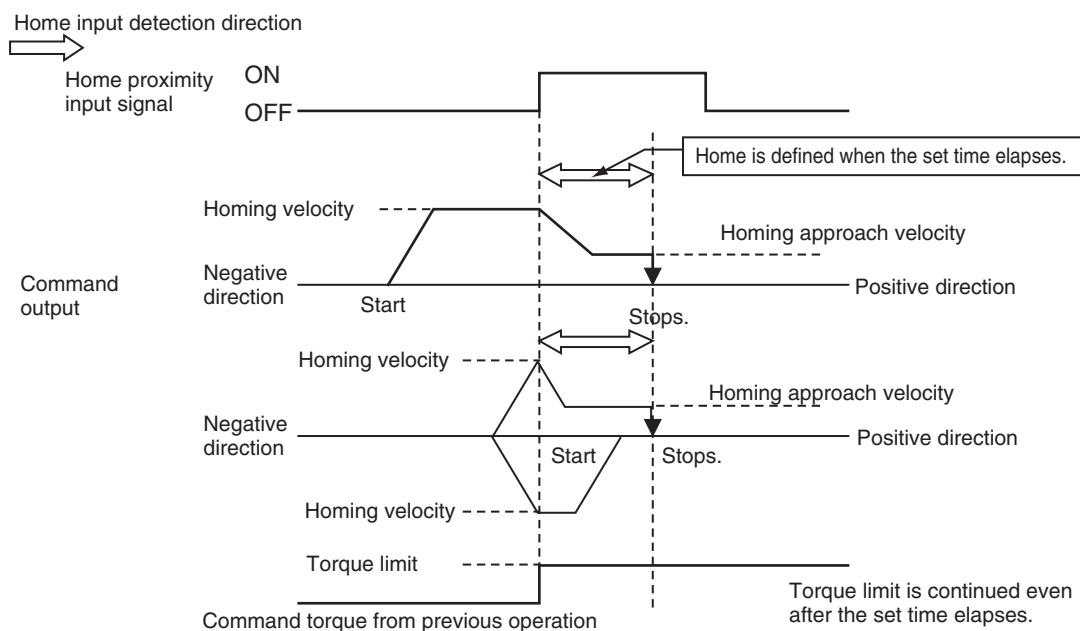 Home input detection direction
Home proximity
input signal
ON
OFF
Home is defined when the set time elapses.
Homing velocity
Homing approach velocity
Command
output
Negative
direction
Start
Positive direction
Stops.
Homing velocity
Homing approach velocity
Negative
direction
Start
Stops.
Positive direction
Homing velocity
Torque limit
Command torque from previous operation
Torque limit is continued even
after the set time elapses.